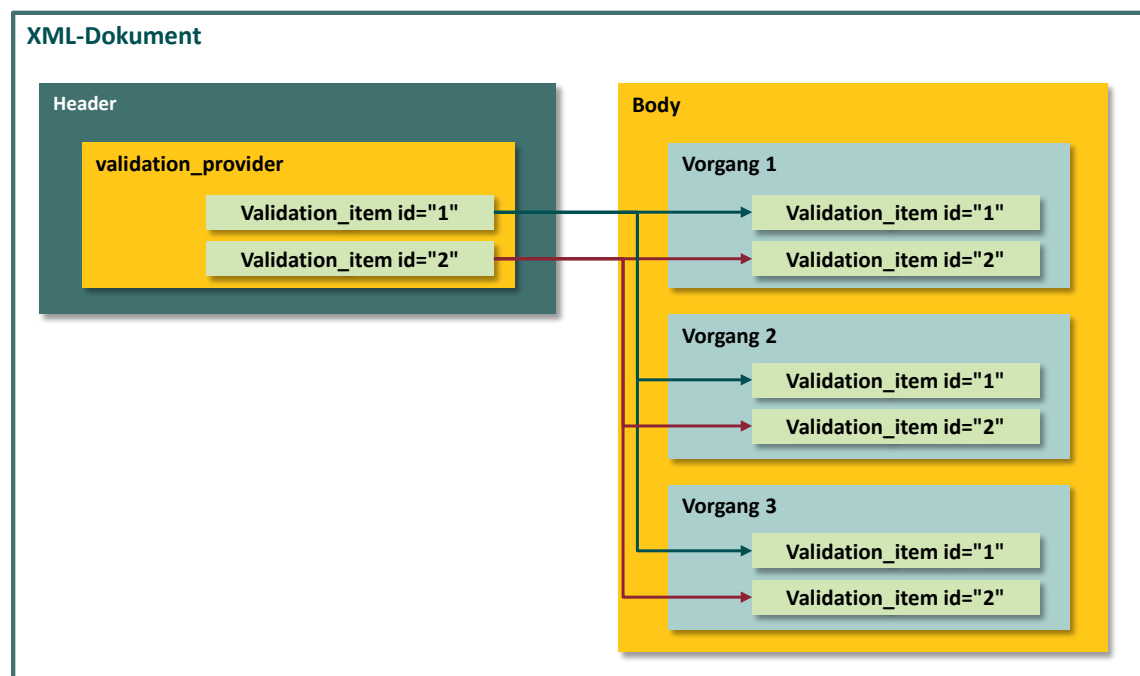 XML-Dokument
Header
validation_provider
Validation_item id="1"
Validation_item id="2"
Body
Vorgang 1
Validation_item id="1"
Validation_item id="2"
Vorgang 2
Validation_item id="1"
Validation_item id="2"
Vorgang 3
Validation_item id="1"
Validation_item id="2"